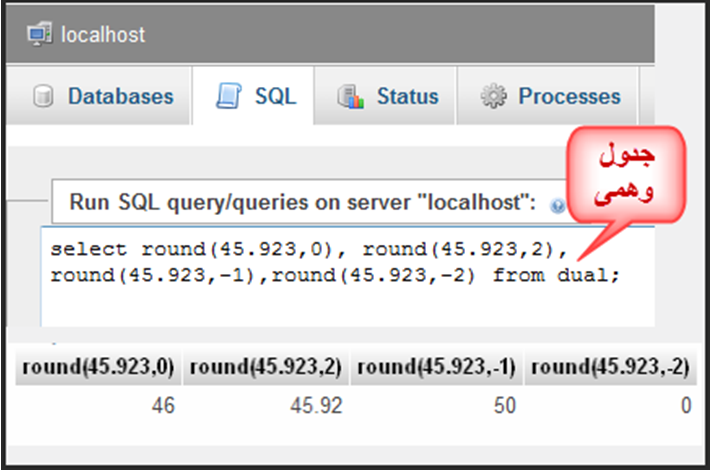 localhost
Databases SQL Status Processes
جدول
وهمي
Run SQL query/queries on server "localhost":
select round(45.923,0), round(45.923,2),
round(45.923,-1),round(45.923,-2) from dual;
round(45.923,0) round(45.923,2) round(45.923,-1) round(45.923,-2)
46 45.92 50 0